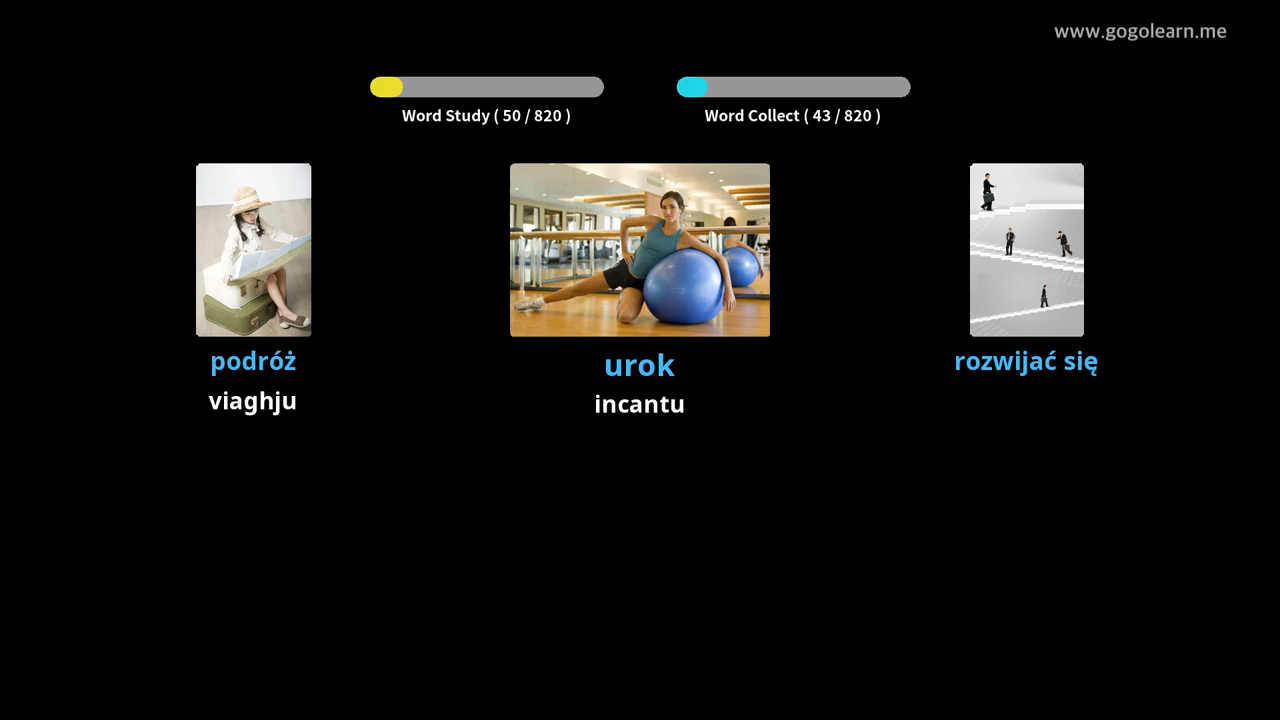 www.gogolearn.me
Word Study ( 50 / 820 )
Word Collect ( 43 / 820 )
podróż
viaghju
urok
incantu
rozwijać się